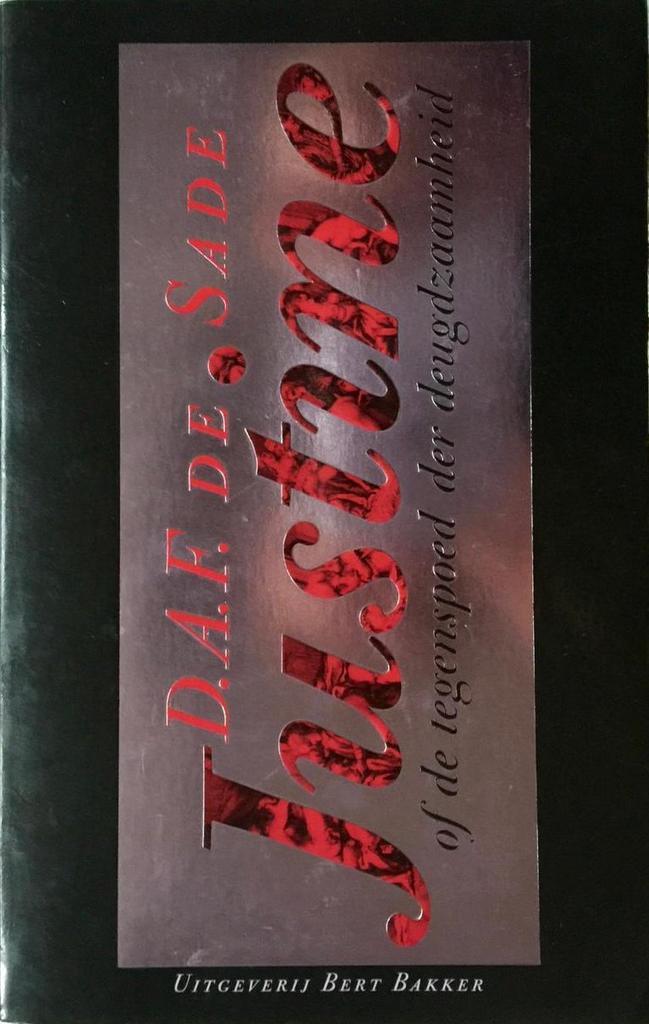 D.A.F. DE SADE
Justine
of de tegenspoed der deugdzaamheid
UITGEVERIJ BERT BAKKER